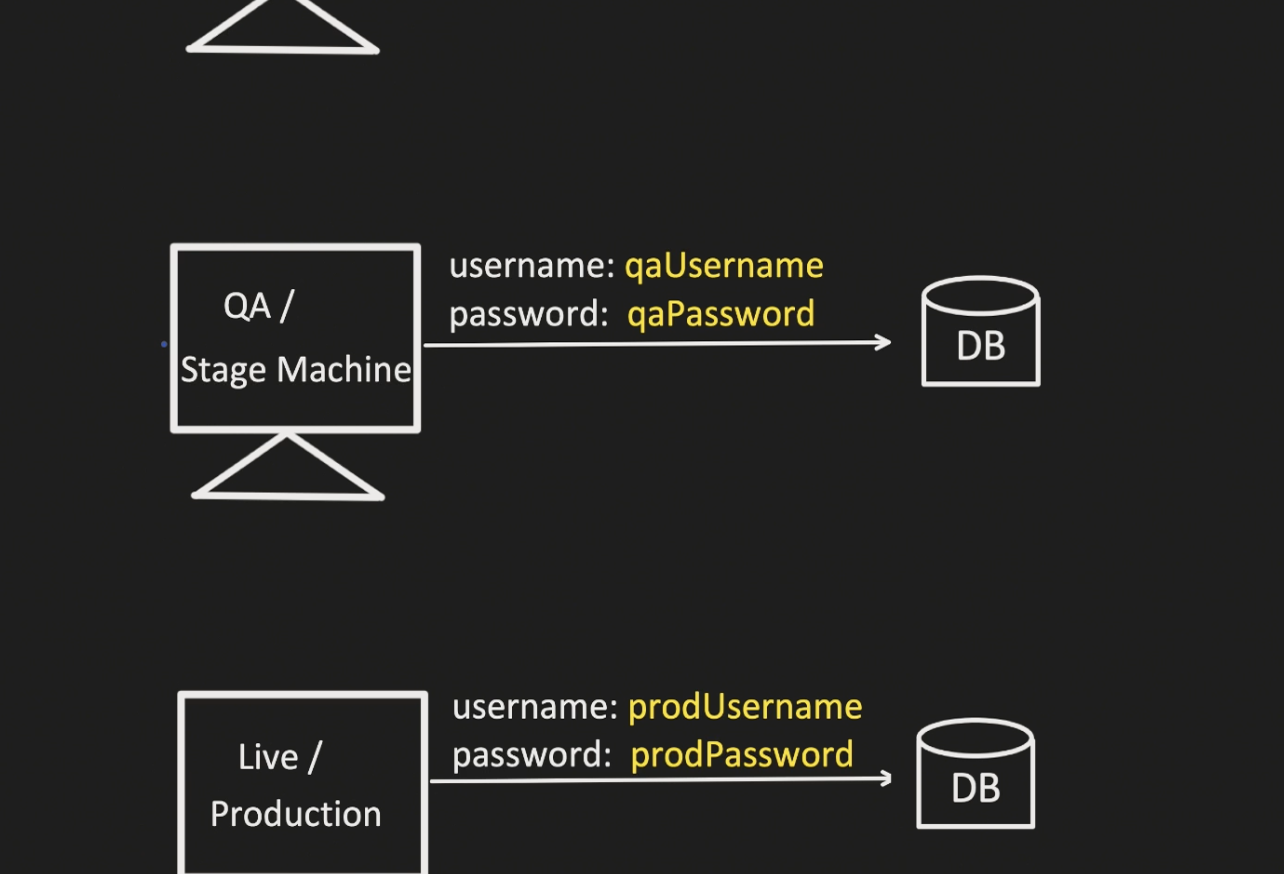 username: qaUsername
password: qaPassword
QA /
Stage Machine
DB
username: prodUsername
password: prodPassword
Live /
Production
DB